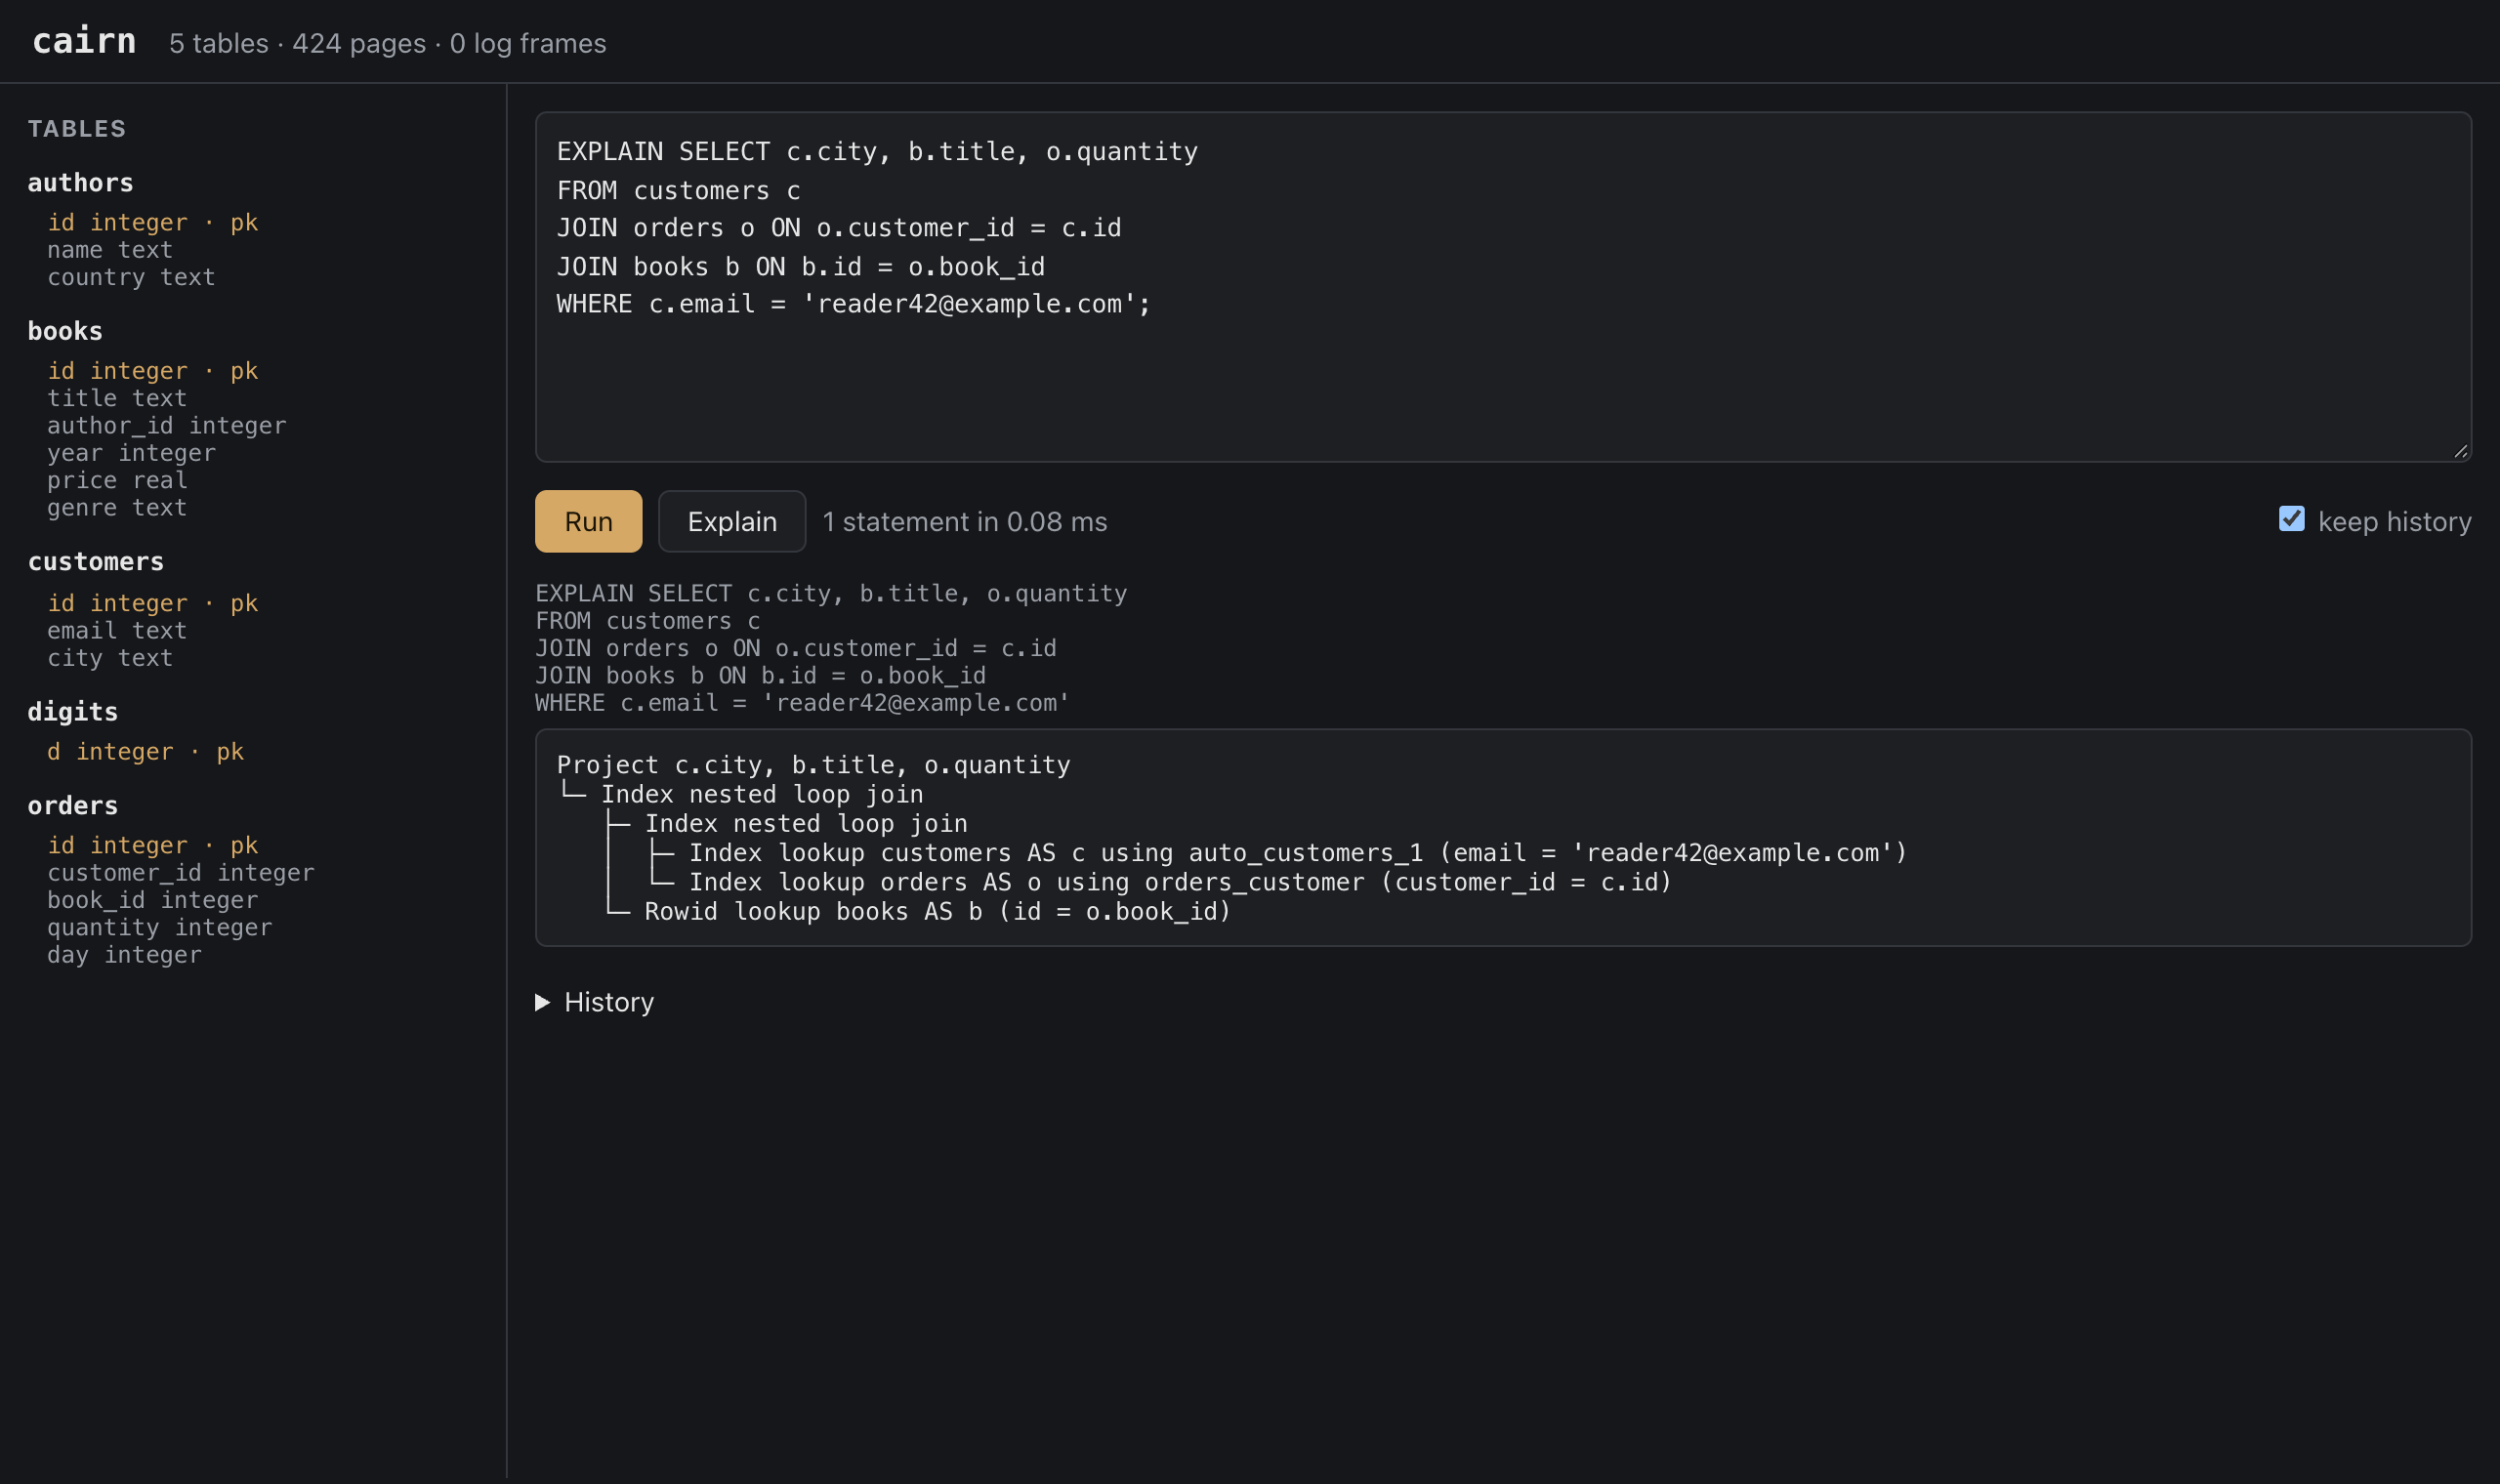 cairn 5 tables · 424 pages · 0 log frames
TABLES
authors
id integer · pk
name text
country text
books
id integer · pk
title text
author_id integer
year integer
price real
genre text
customers
id integer · pk
email text
city text
digits
d integer · pk
orders
id integer · pk
customer_id integer
book_id integer
quantity integer
day integer
EXPLAIN SELECT c.city, b.title, o.quantity
FROM customers c
JOIN orders o ON o.customer_id = c.id
JOIN books b ON b.id = o.book_id
WHERE c.email = 'reader42@example.com';
Run Explain 1 statement in 0.08 ms keep history
EXPLAIN SELECT c.city, b.title, o.quantity
FROM customers c
JOIN orders o ON o.customer_id = c.id
JOIN books b ON b.id = o.book_id
WHERE c.email = 'reader42@example.com'
Project c.city, b.title, o.quantity
└─ Index nested loop join
   ├─ Index nested loop join
   │  ├─ Index lookup customers AS c using auto_customers_1 (email = 'reader42@example.com')
   │  └─ Index lookup orders AS o using orders_customer (customer_id = c.id)
   └─ Rowid lookup books AS b (id = o.book_id)
History